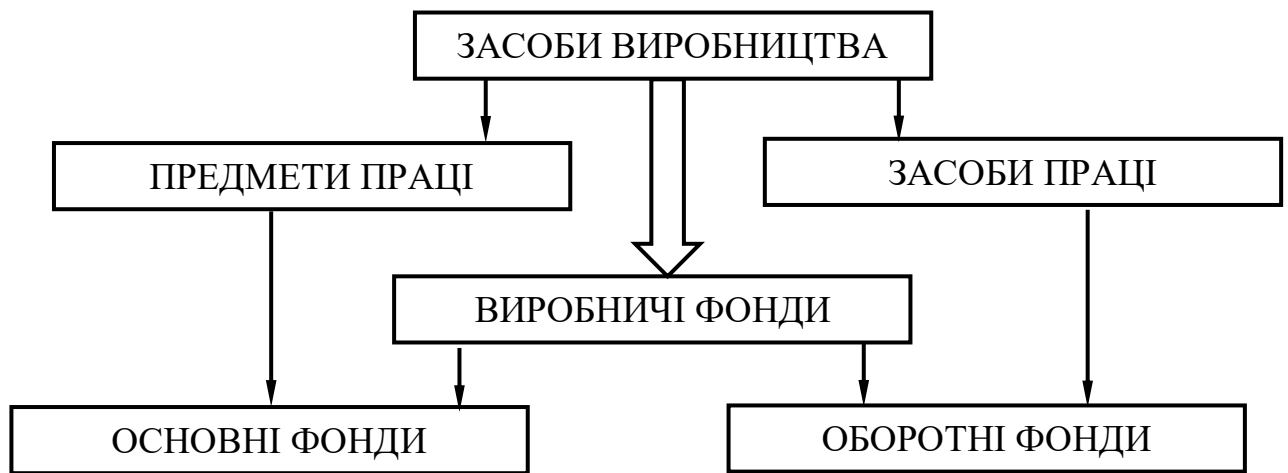 ЗАСОБИ ВИРОБНИЦТВА
ПРЕДМЕТИ ПРАЦІ
ЗАСОБИ ПРАЦІ
ВИРОБНИЧІ ФОНДИ
ОСНОВНІ ФОНДИ
ОБОРОТНІ ФОНДИ